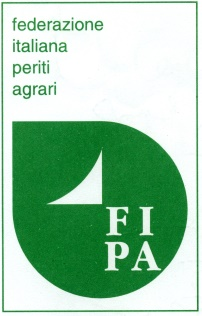 federazione
italiana
periti
agrari
FI
PA